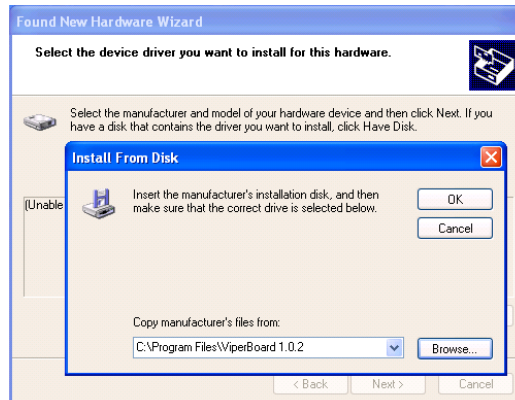 Found New Hardware Wizard
Select the device driver you want to install for this hardware.
Select the manufacturer and model of your hardware device and then click Next. If you
have a disk that contains the driver you want to install, click Have Disk.
Install From Disk
(Unable
Insert the manufacturer's installation disk, and then
make sure that the correct drive is selected below.
OK
Cancel
Copy manufacturer's files from:
C:\Program Files\ViperBoard 1.0.2
Browse...
< Back
Next >
Cancel